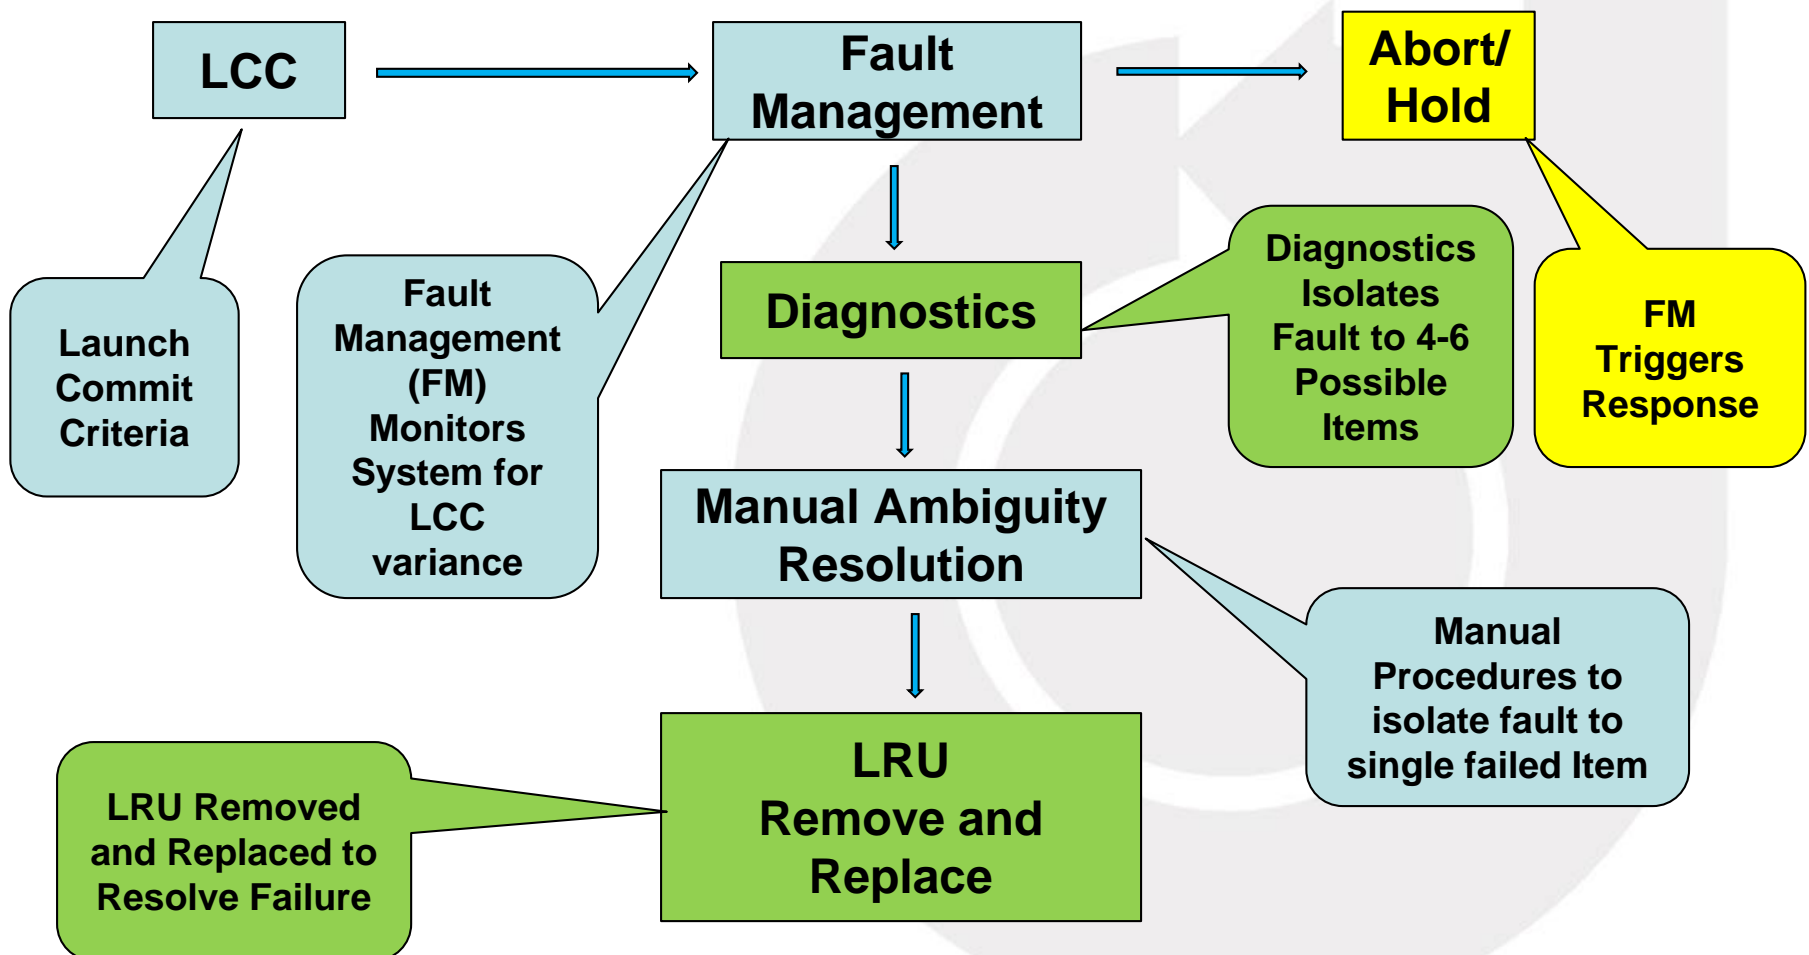 LCC
Fault
Management
Abort/
Hold
Launch
Commit
Criteria
Fault
Management
(FM)
Monitors
System for
LCC
variance
Diagnostics
Diagnostics
Isolates
Fault to 4-6
Possible
Items
FM
Triggers
Response
Manual Ambiguity
Resolution
Manual
Procedures to
isolate fault to
single failed Item
LRU
Remove and
Replace
LRU Removed
and Replaced to
Resolve Failure